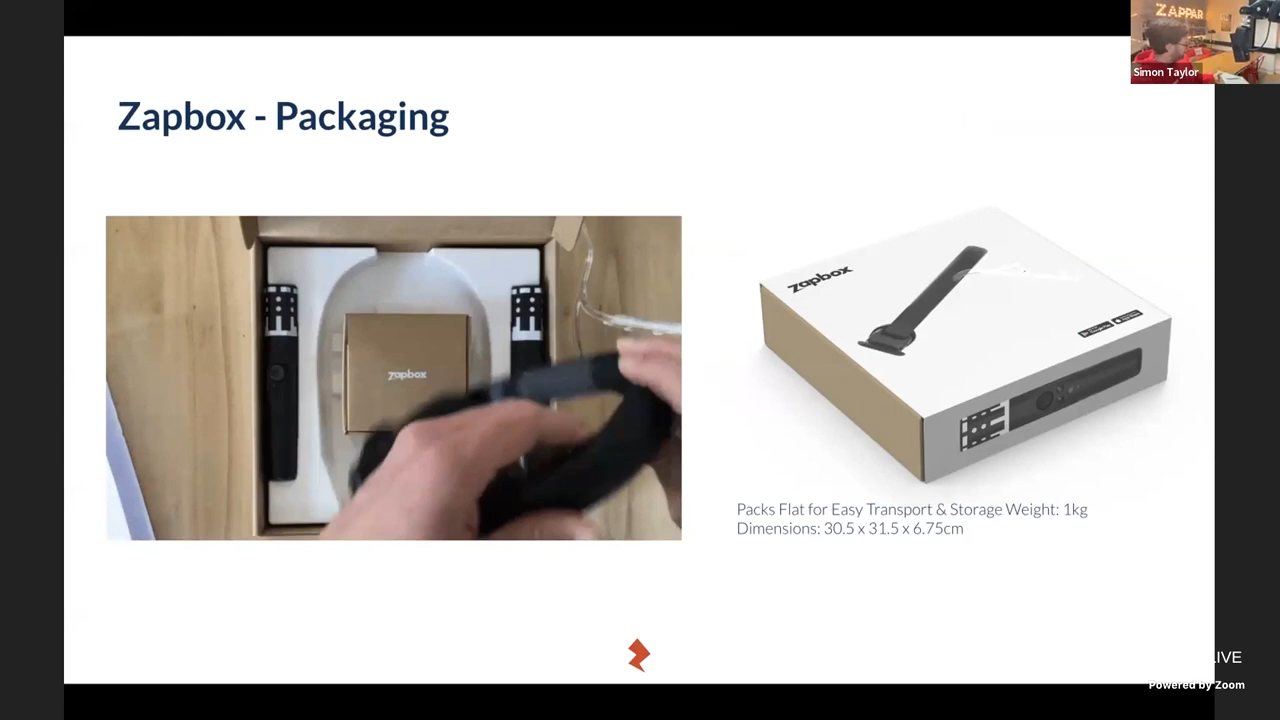 ZAPPAR
Simon Taylor
Zapbox - Packaging
zapbox
zapbox
Packs Flat for Easy Transport & Storage Weight: 1kg
Dimensions: 30.5 x 31.5 x 6.75cm
LIVE
Powered by Zoom